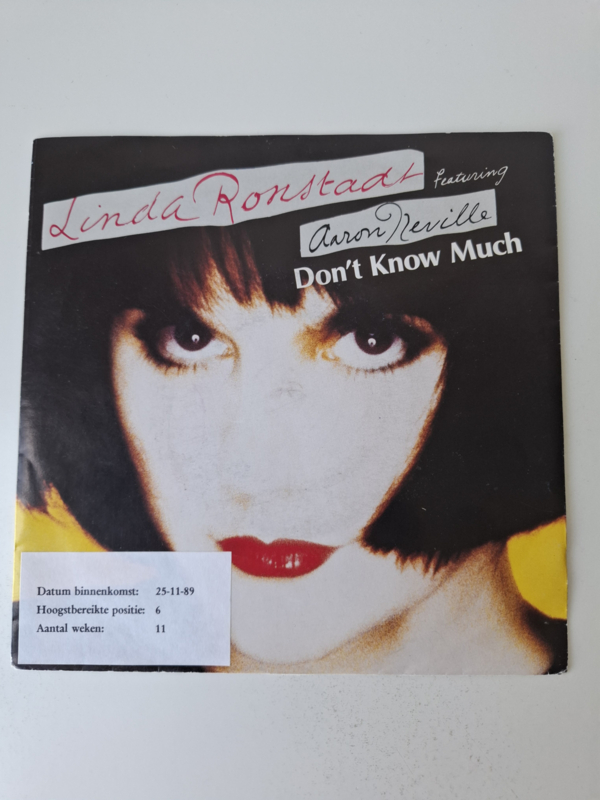 Linda Ronstadt featuring
Aaron Neville
Don't Know Much
Datum binnenkomst: 25-11-89
Hoogstbereikte positie: 6
Aantal weken: 11